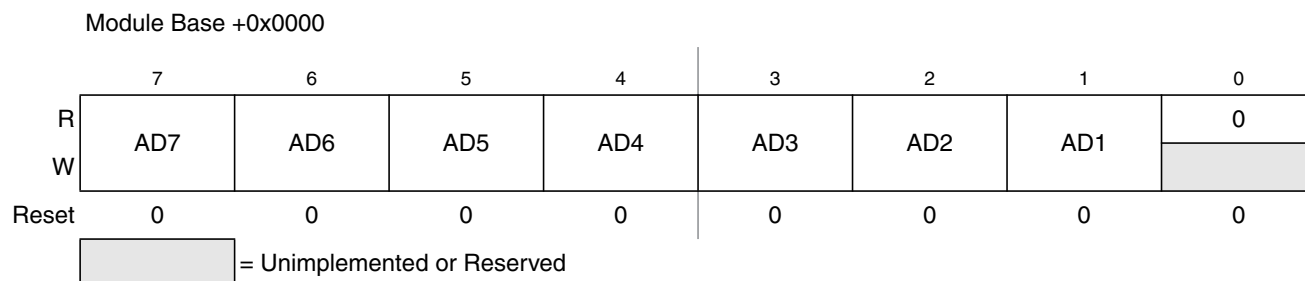 Module Base +0x0000
7 6 5 4 3 2 1 0
R 0
AD7 AD6 AD5 AD4 AD3 AD2 AD1
W
Reset 0 0 0 0 0 0 0 0
= Unimplemented or Reserved